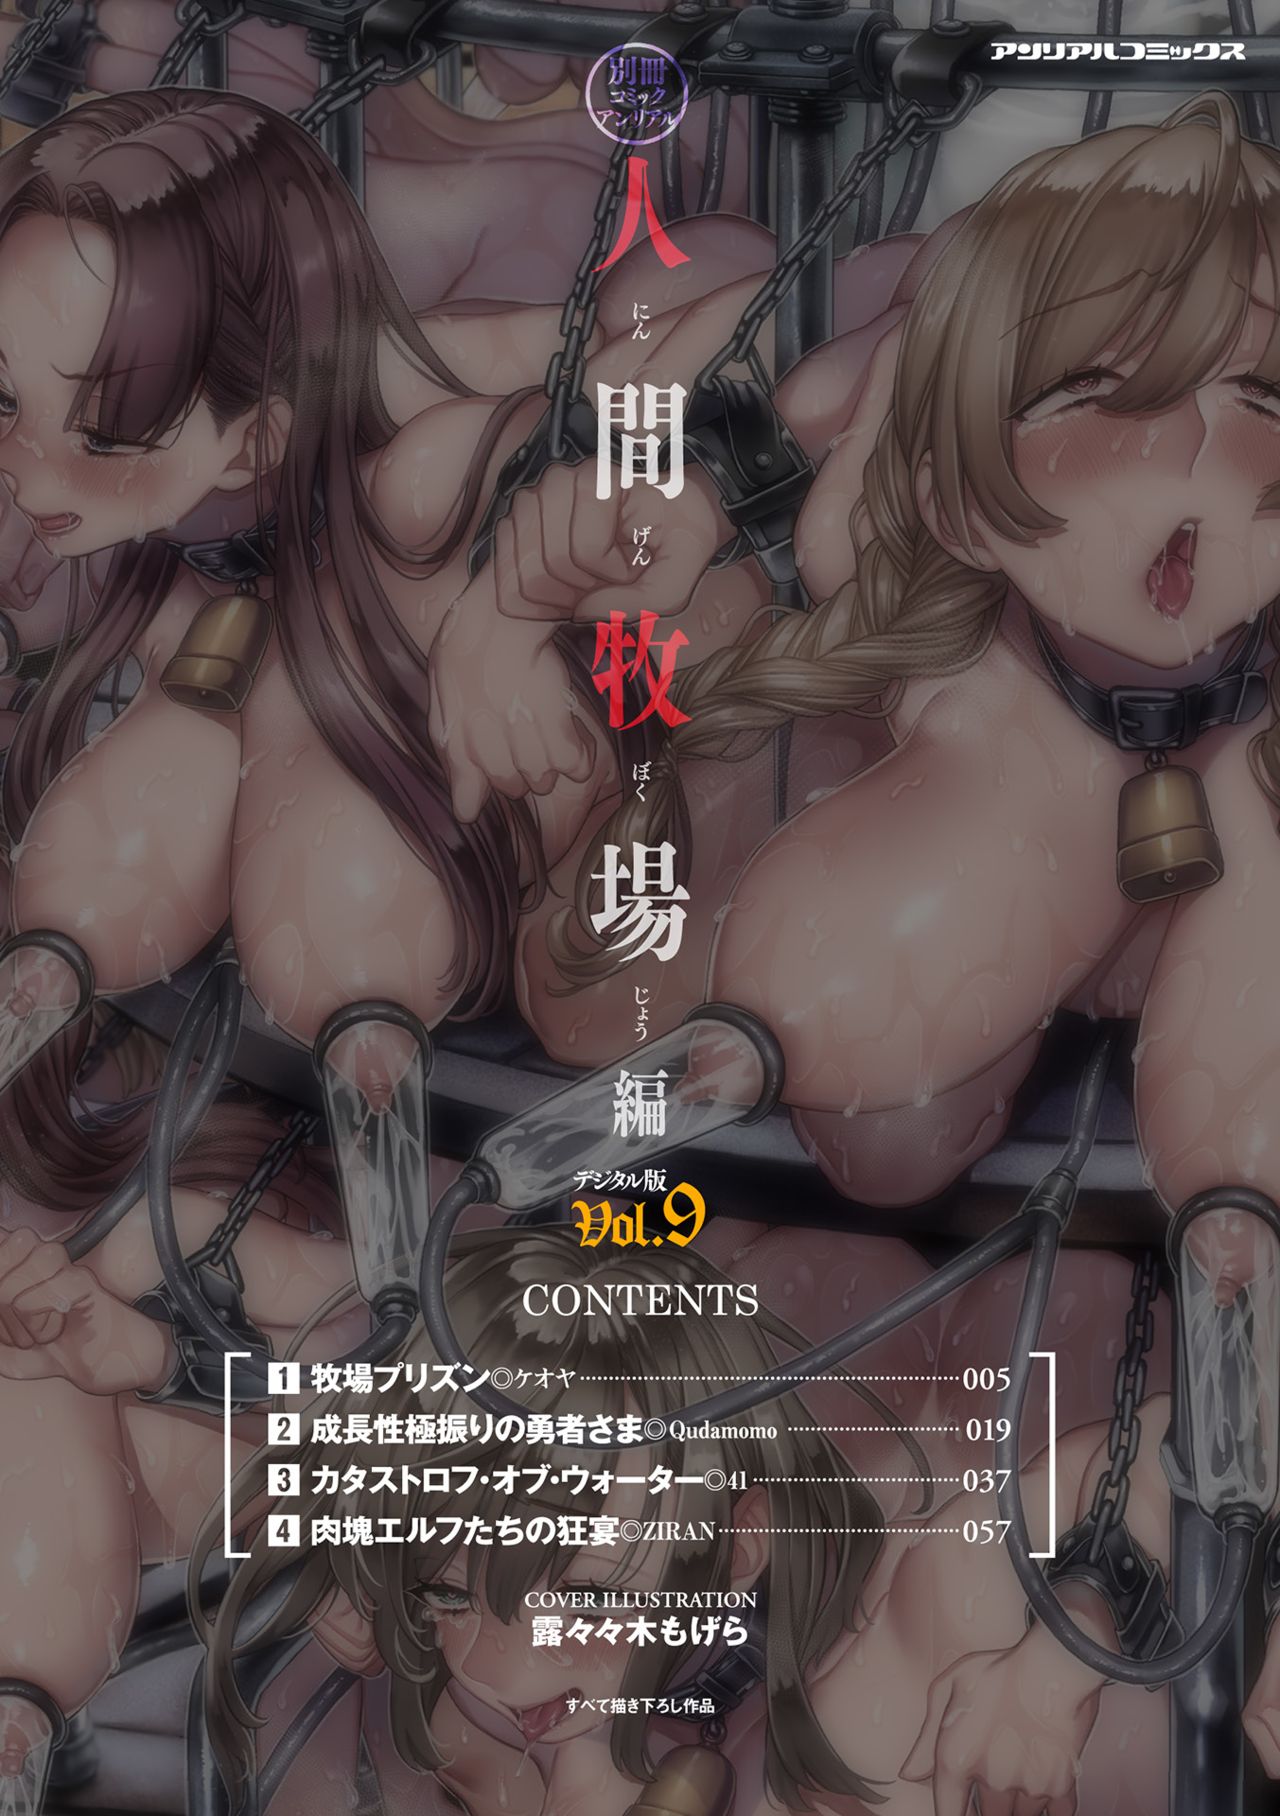 アンリアルコミックス
別冊
コミック
アンリアル
人間牧場編
にんげんぼくじょう
デジタル版
Vol.9
CONTENTS
1 牧場プリズン◎ケオヤ 005
2 成長性極振りの勇者さま◎Qudamomo 019
3 カタストロフ・オブ・ウォーター◎41 037
4 肉塊エルフたちの狂宴◎ZIRAN 057
COVER ILLUSTRATION
露々々木もげら
すべて描き下ろし作品